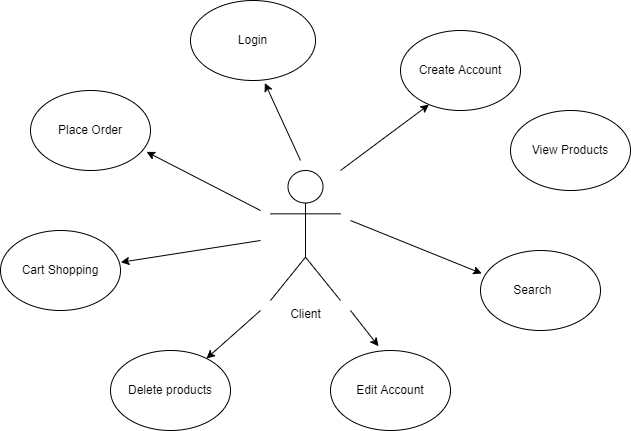 Login
Create Account
Place Order
View Products
Cart Shopping
Search
Client
Delete products
Edit Account